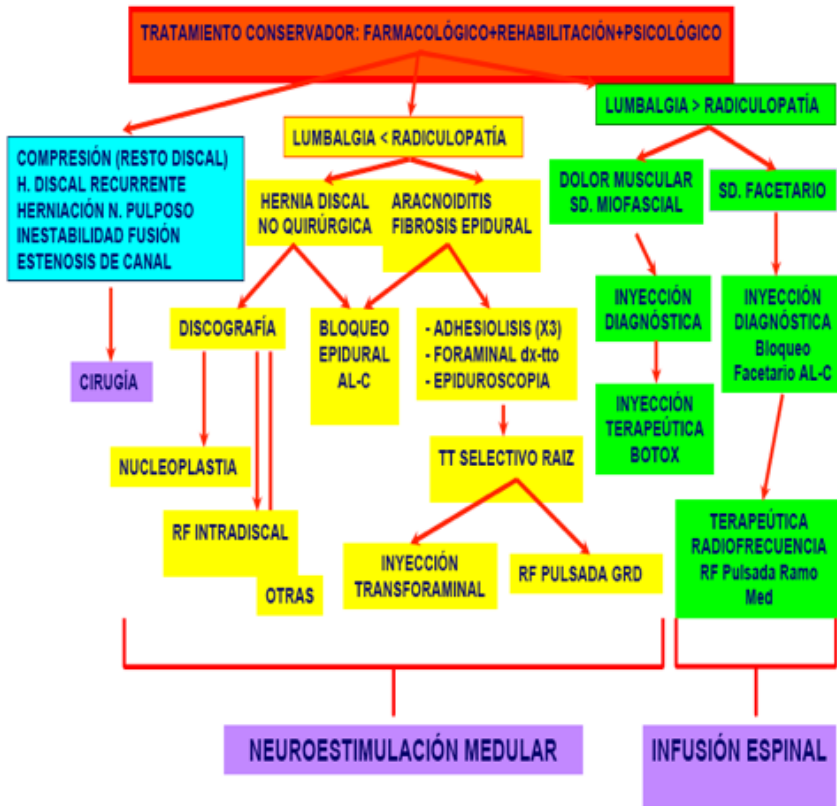 TRATAMIENTO CONSERVADOR: FARMACOLÓGICO+REHABILITACIÓN+PSICOLÓGICO
COMPRESIÓN (RESTO DISCAL)
H. DISCAL RECURRENTE
HERNIACIÓN N. PULPOSO
INESTABILIDAD FUSIÓN
ESTENOSIS DE CANAL
CIRUGÍA
LUMBALGIA < RADICULOPATÍA
HERNIA DISCAL
NO QUIRÚRGICA
ARACNOIDITIS
FIBROSIS EPIDURAL
DISCOGRAFÍA
BLOQUEO
EPIDURAL
AL-C
- ADHESIOLISIS (X3)
- FORAMINAL dx-tto
- EPIDUROSCOPIA
NUCLEOPLASTIA
RF INTRADISCAL
OTRAS
TT SELECTIVO RAIZ
INYECCIÓN
TRANSFORAMINAL
RF PULSADA GRD
LUMBALGIA > RADICULOPATÍA
DOLOR MUSCULAR
SD. MIOFASCIAL
SD. FACETARIO
INYECCIÓN
DIAGNÓSTICA
INYECCIÓN
TERAPEÚTICA
BOTOX
INYECCIÓN
DIAGNÓSTICA
Bloqueo
Facetario AL-C
TERAPEÚTICA
RADIOFRECUENCIA
RF Pulsada Ramo
Med
NEUROESTIMULACIÓN MEDULAR
INFUSIÓN ESPINAL